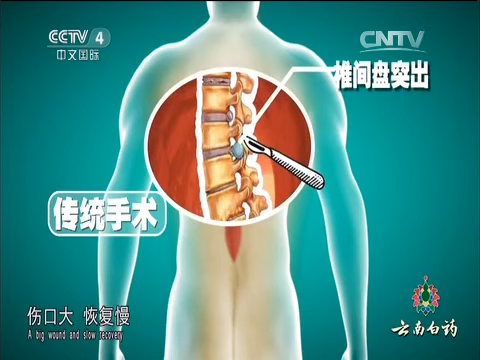 CCTV 4
中文国际
CNTV
椎间盘突出
传统手术
伤口大 恢复慢
A big wound and slow recovery
云南白药